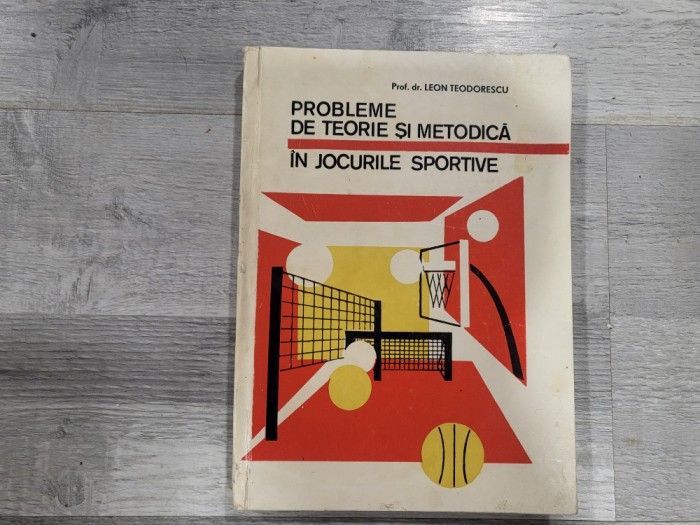 Prof. dr. LEON TEODORESCU
PROBLEME
DE TEORIE ȘI METODICĂ
ÎN JOCURILE SPORTIVE